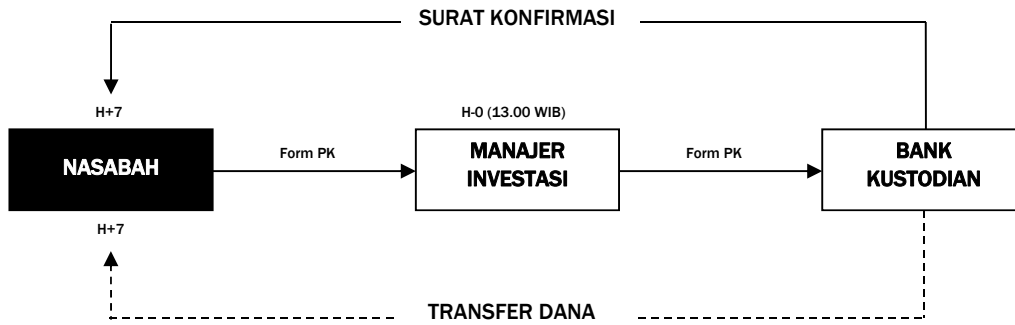 SURAT KONFIRMASI
H+7
H-0 (13.00 WIB)
NASABAH
Form PK
MANAJER
INVESTASI
Form PK
BANK
KUSTODIAN
H+7
TRANSFER DANA